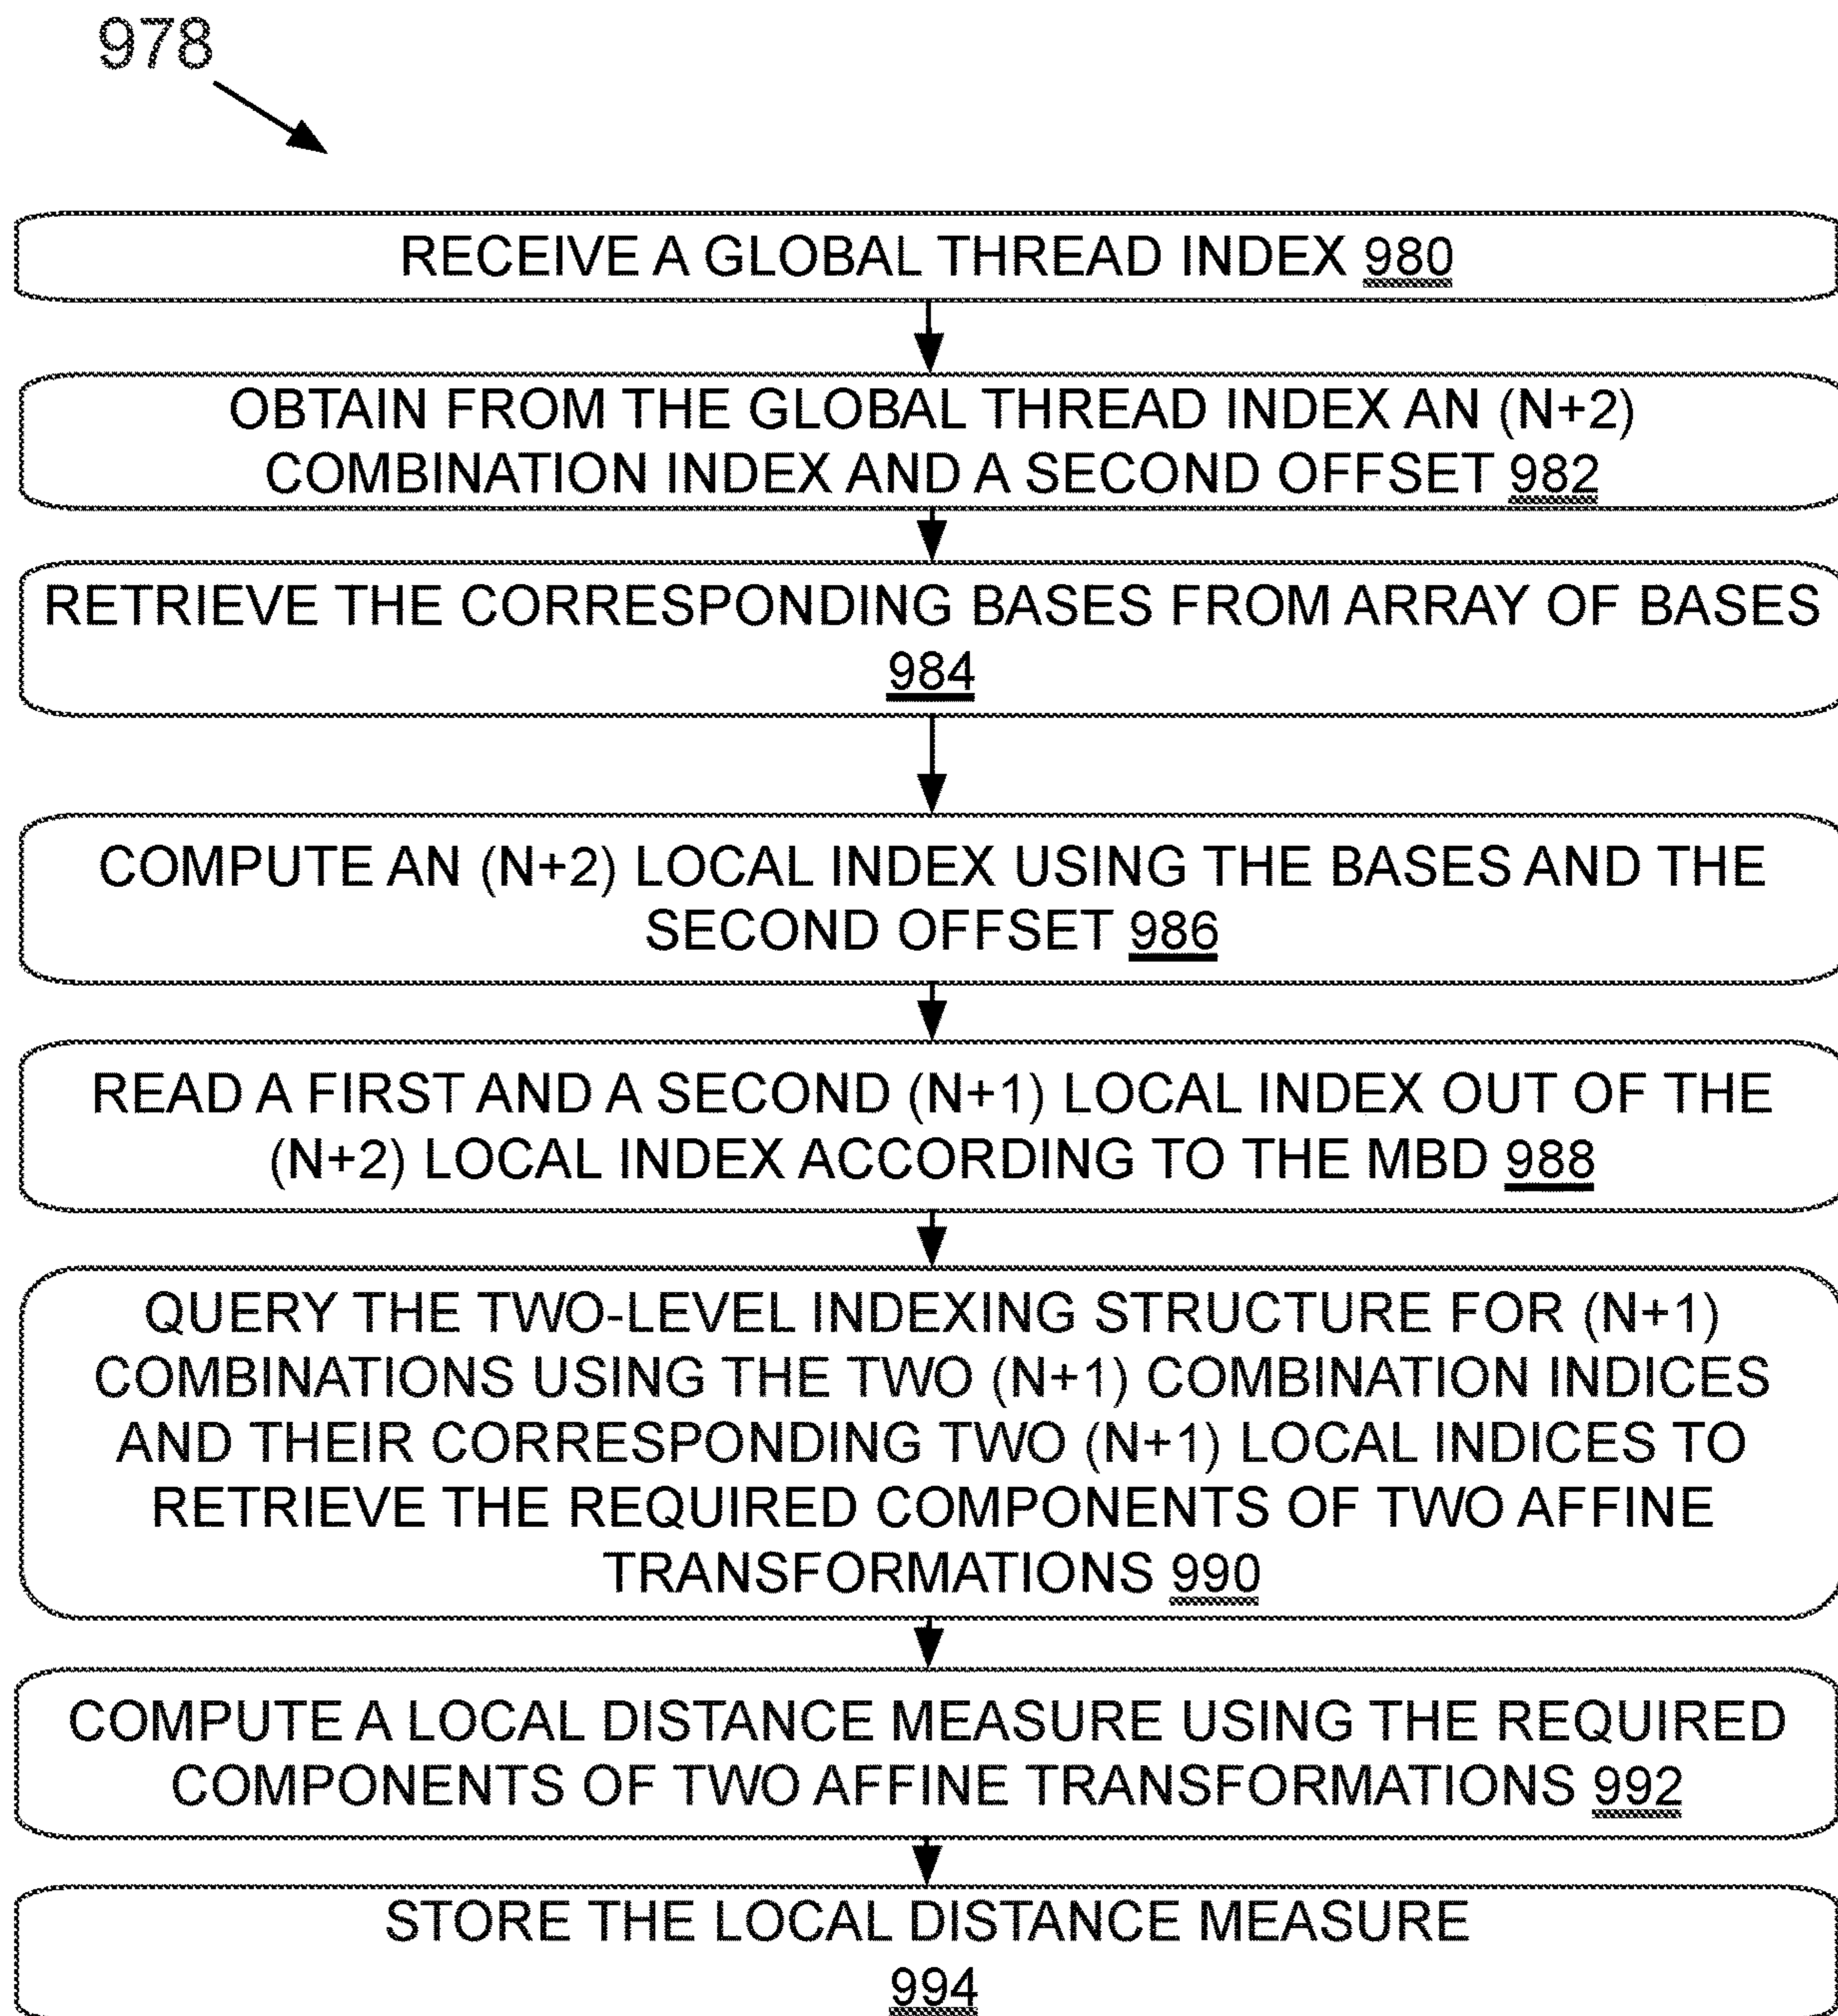 978
RECEIVE A GLOBAL THREAD INDEX 980
OBTAIN FROM THE GLOBAL THREAD INDEX AN (N+2)
COMBINATION INDEX AND A SECOND OFFSET 982
RETRIEVE THE CORRESPONDING BASES FROM ARRAY OF BASES
984
COMPUTE AN (N+2) LOCAL INDEX USING THE BASES AND THE
SECOND OFFSET 986
READ A FIRST AND A SECOND (N+1) LOCAL INDEX OUT OF THE
(N+2) LOCAL INDEX ACCORDING TO THE MBD 988
QUERY THE TWO-LEVEL INDEXING STRUCTURE FOR (N+1)
COMBINATIONS USING THE TWO (N+1) COMBINATION INDICES
AND THEIR CORRESPONDING TWO (N+1) LOCAL INDICES TO
RETRIEVE THE REQUIRED COMPONENTS OF TWO AFFINE
TRANSFORMATIONS 990
COMPUTE A LOCAL DISTANCE MEASURE USING THE REQUIRED
COMPONENTS OF TWO AFFINE TRANSFORMATIONS 992
STORE THE LOCAL DISTANCE MEASURE
994